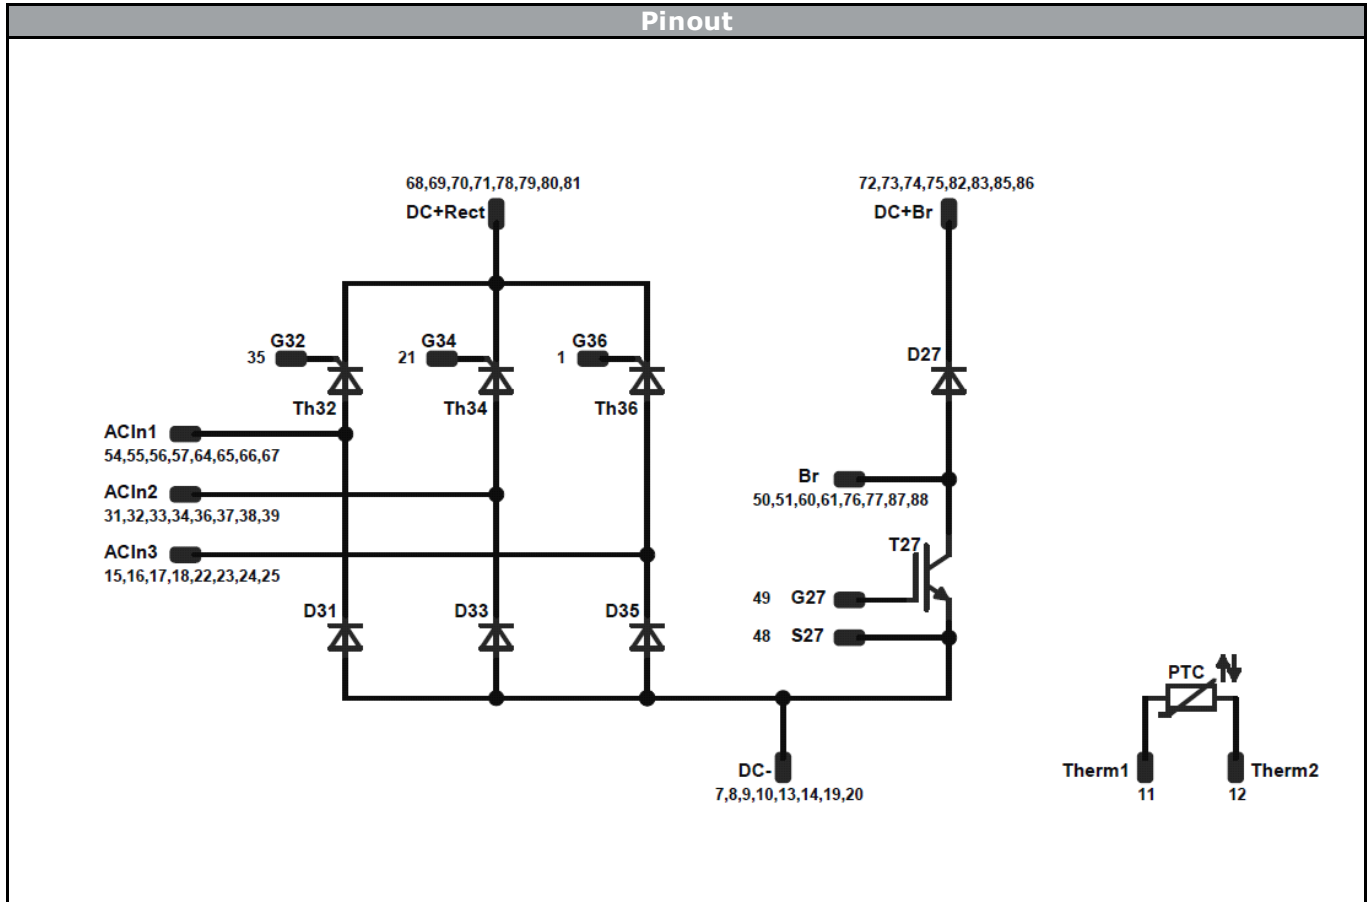 Pinout
68,69,70,71,78,79,80,81
72,73,74,75,82,83,85,86
DC+Rect
DC+Br
G32
G34
G36
35
21
1
D27
Th32
Th34
Th36
ACIn1
54,55,56,57,64,65,66,67
Br
ACIn2
50,51,60,61,76,77,87,88
31,32,33,34,36,37,38,39
ACIn3
T27
15,16,17,18,22,23,24,25
49 G27
D31
D33
D35
48 S27
PTC
DC-
Therm1
Therm2
7,8,9,10,13,14,19,20
11
12